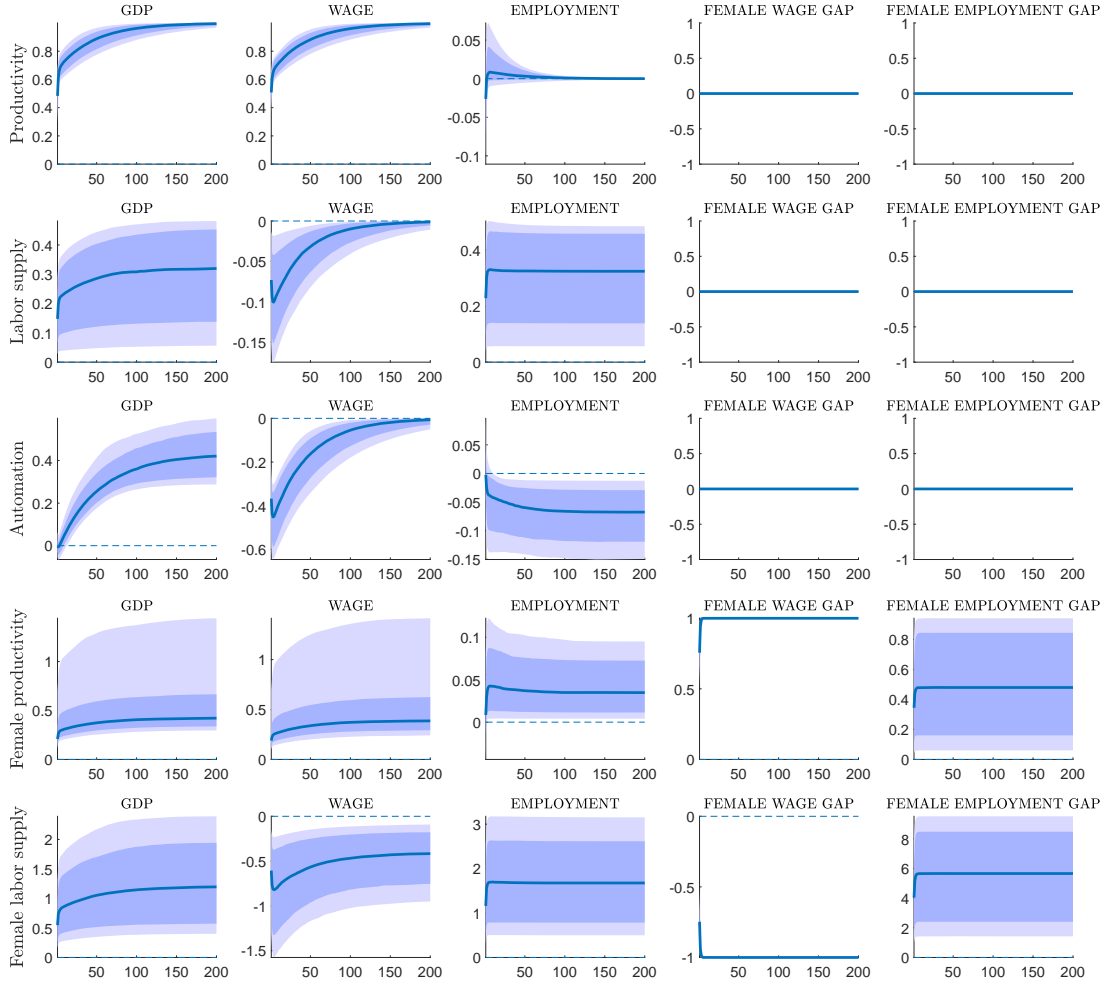 GDP WAGE EMPLOYMENT FEMALE WAGE GAP FEMALE EMPLOYMENT GAP
Productivity
0.8 0.6 0.4 0.2 0
0.8 0.6 0.4 0.2 0
0.05 0 -0.05 -0.1
1 0.5 0 -0.5 -1
1 0.5 0 -0.5 -1
50 100 150 200 50 100 150 200 50 100 150 200 50 100 150 200 50 100 150 200
GDP WAGE EMPLOYMENT FEMALE WAGE GAP FEMALE EMPLOYMENT GAP
Labor supply
0.4 0.3 0.2 0.1 0
0 -0.05 -0.1 -0.15
0.4 0.2 0
1 0.5 0 -0.5 -1
1 0.5 0 -0.5 -1
50 100 150 200 50 100 150 200 50 100 150 200 50 100 150 200 50 100 150 200
GDP WAGE EMPLOYMENT FEMALE WAGE GAP FEMALE EMPLOYMENT GAP
Automation
0.4 0.2 0
0 -0.2 -0.4 -0.6
0.05 0 -0.05 -0.1 -0.15
1 0.5 0 -0.5 -1
1 0.5 0 -0.5 -1
50 100 150 200 50 100 150 200 50 100 150 200 50 100 150 200 50 100 150 200
GDP WAGE EMPLOYMENT FEMALE WAGE GAP FEMALE EMPLOYMENT GAP
Female productivity
1 0.5 0
1 0.5 0
0.1 0.05 0
1 0.5 0
0.8 0.6 0.4 0.2 0
50 100 150 200 50 100 150 200 50 100 150 200 50 100 150 200 50 100 150 200
GDP WAGE EMPLOYMENT FEMALE WAGE GAP FEMALE EMPLOYMENT GAP
Female labor supply
2 1.5 1 0.5 0
0 -0.5 -1 -1.5
3 2 1 0
0 -0.5 -1
8 6 4 2 0
50 100 150 200 50 100 150 200 50 100 150 200 50 100 150 200 50 100 150 200